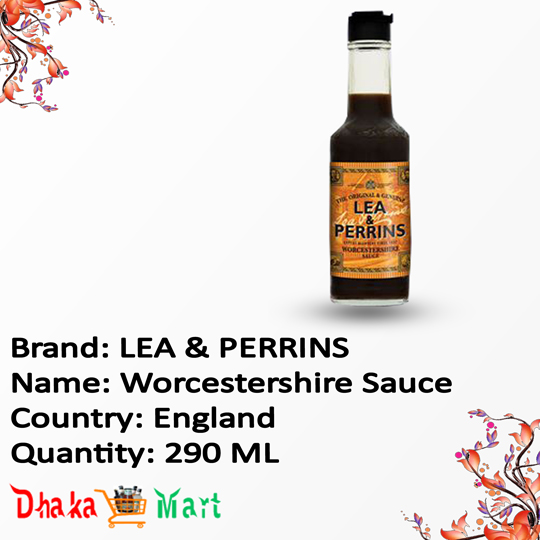 THE ORIGINAL & GENUINE
LEA
&
PERRINS
WORCESTERSHIRE
SAUCE
Brand: LEA & PERRINS
Name: Worcestershire Sauce
Country: England
Quantity: 290 ML
Dhaka Mart